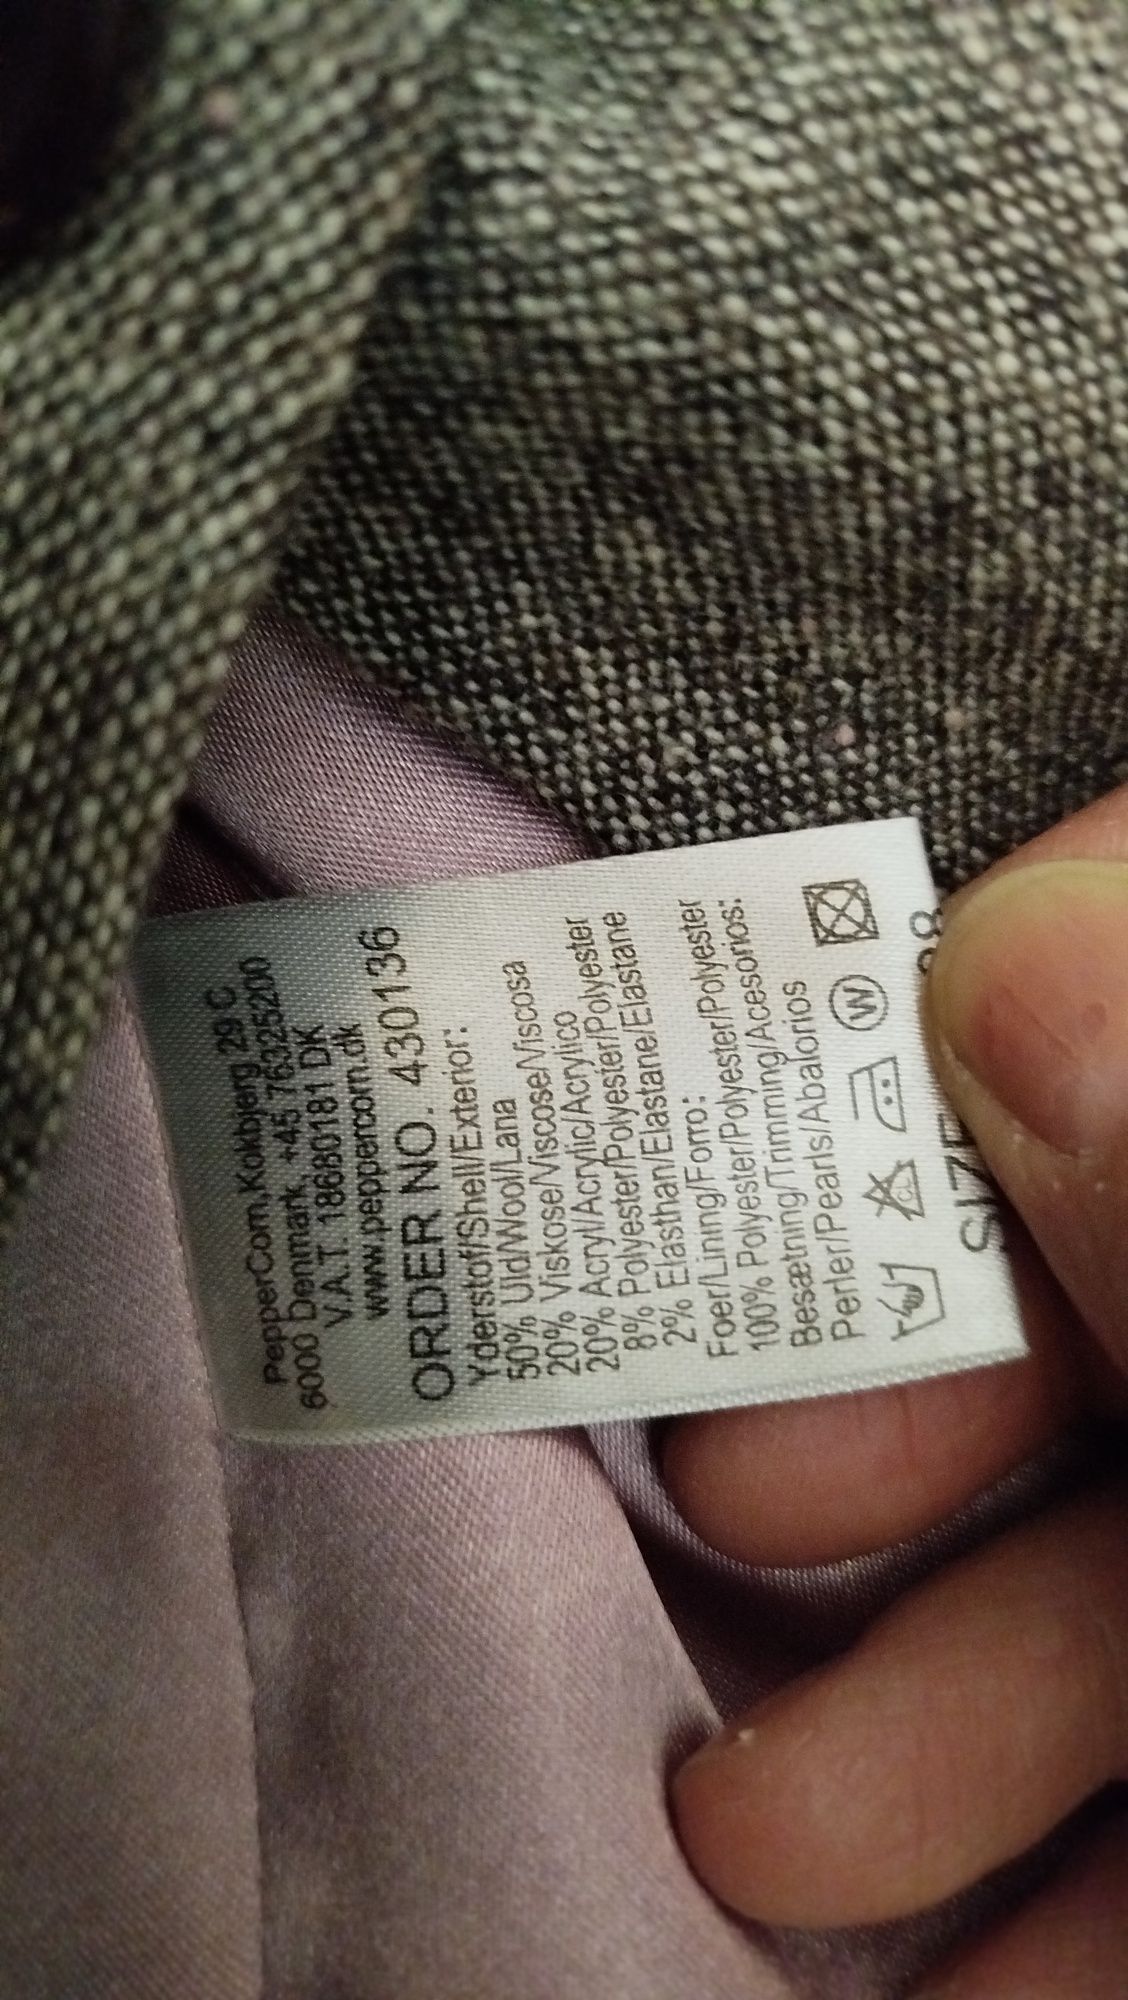 PepperCorn,Kokbjerg 29 C
6000 Denmark, +45 76325200
V.A.T. 18680181 DK
www.peppercorn.dk
ORDER NO. 430136
Yderstof/Shell/Exterior:
50% Uld/Wool/Lana
20% Viskose/Viscose/Viscosa
20% Acryl/Acrylic/Acrylico
8% Polyester/Polyester/Polyester
2% Elasthan/Elastane/Elastane
Foer/Lining/Forro:
100% Polyester/Polyester/Polyester
Besætning/Trimming/Acesorios:
Perler/Pearls/Abalorios
W
SIZE